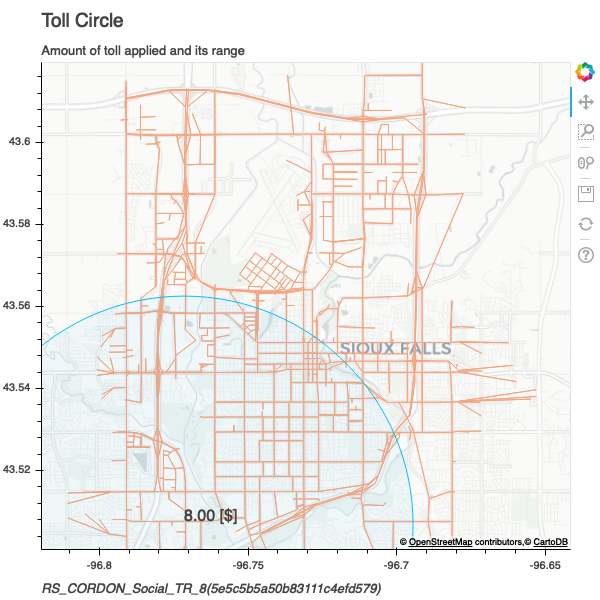 Toll Circle
Amount of toll applied and its range
43.6
43.58
43.56
43.54
43.52
SIOUX FALLS
8.00 [$]
© OpenStreetMap contributors,© CartoDB
-96.8
-96.75
-96.7
-96.65
RS_CORDON_Social_TR_8(5e5c5b5a50b83111c4efd579)